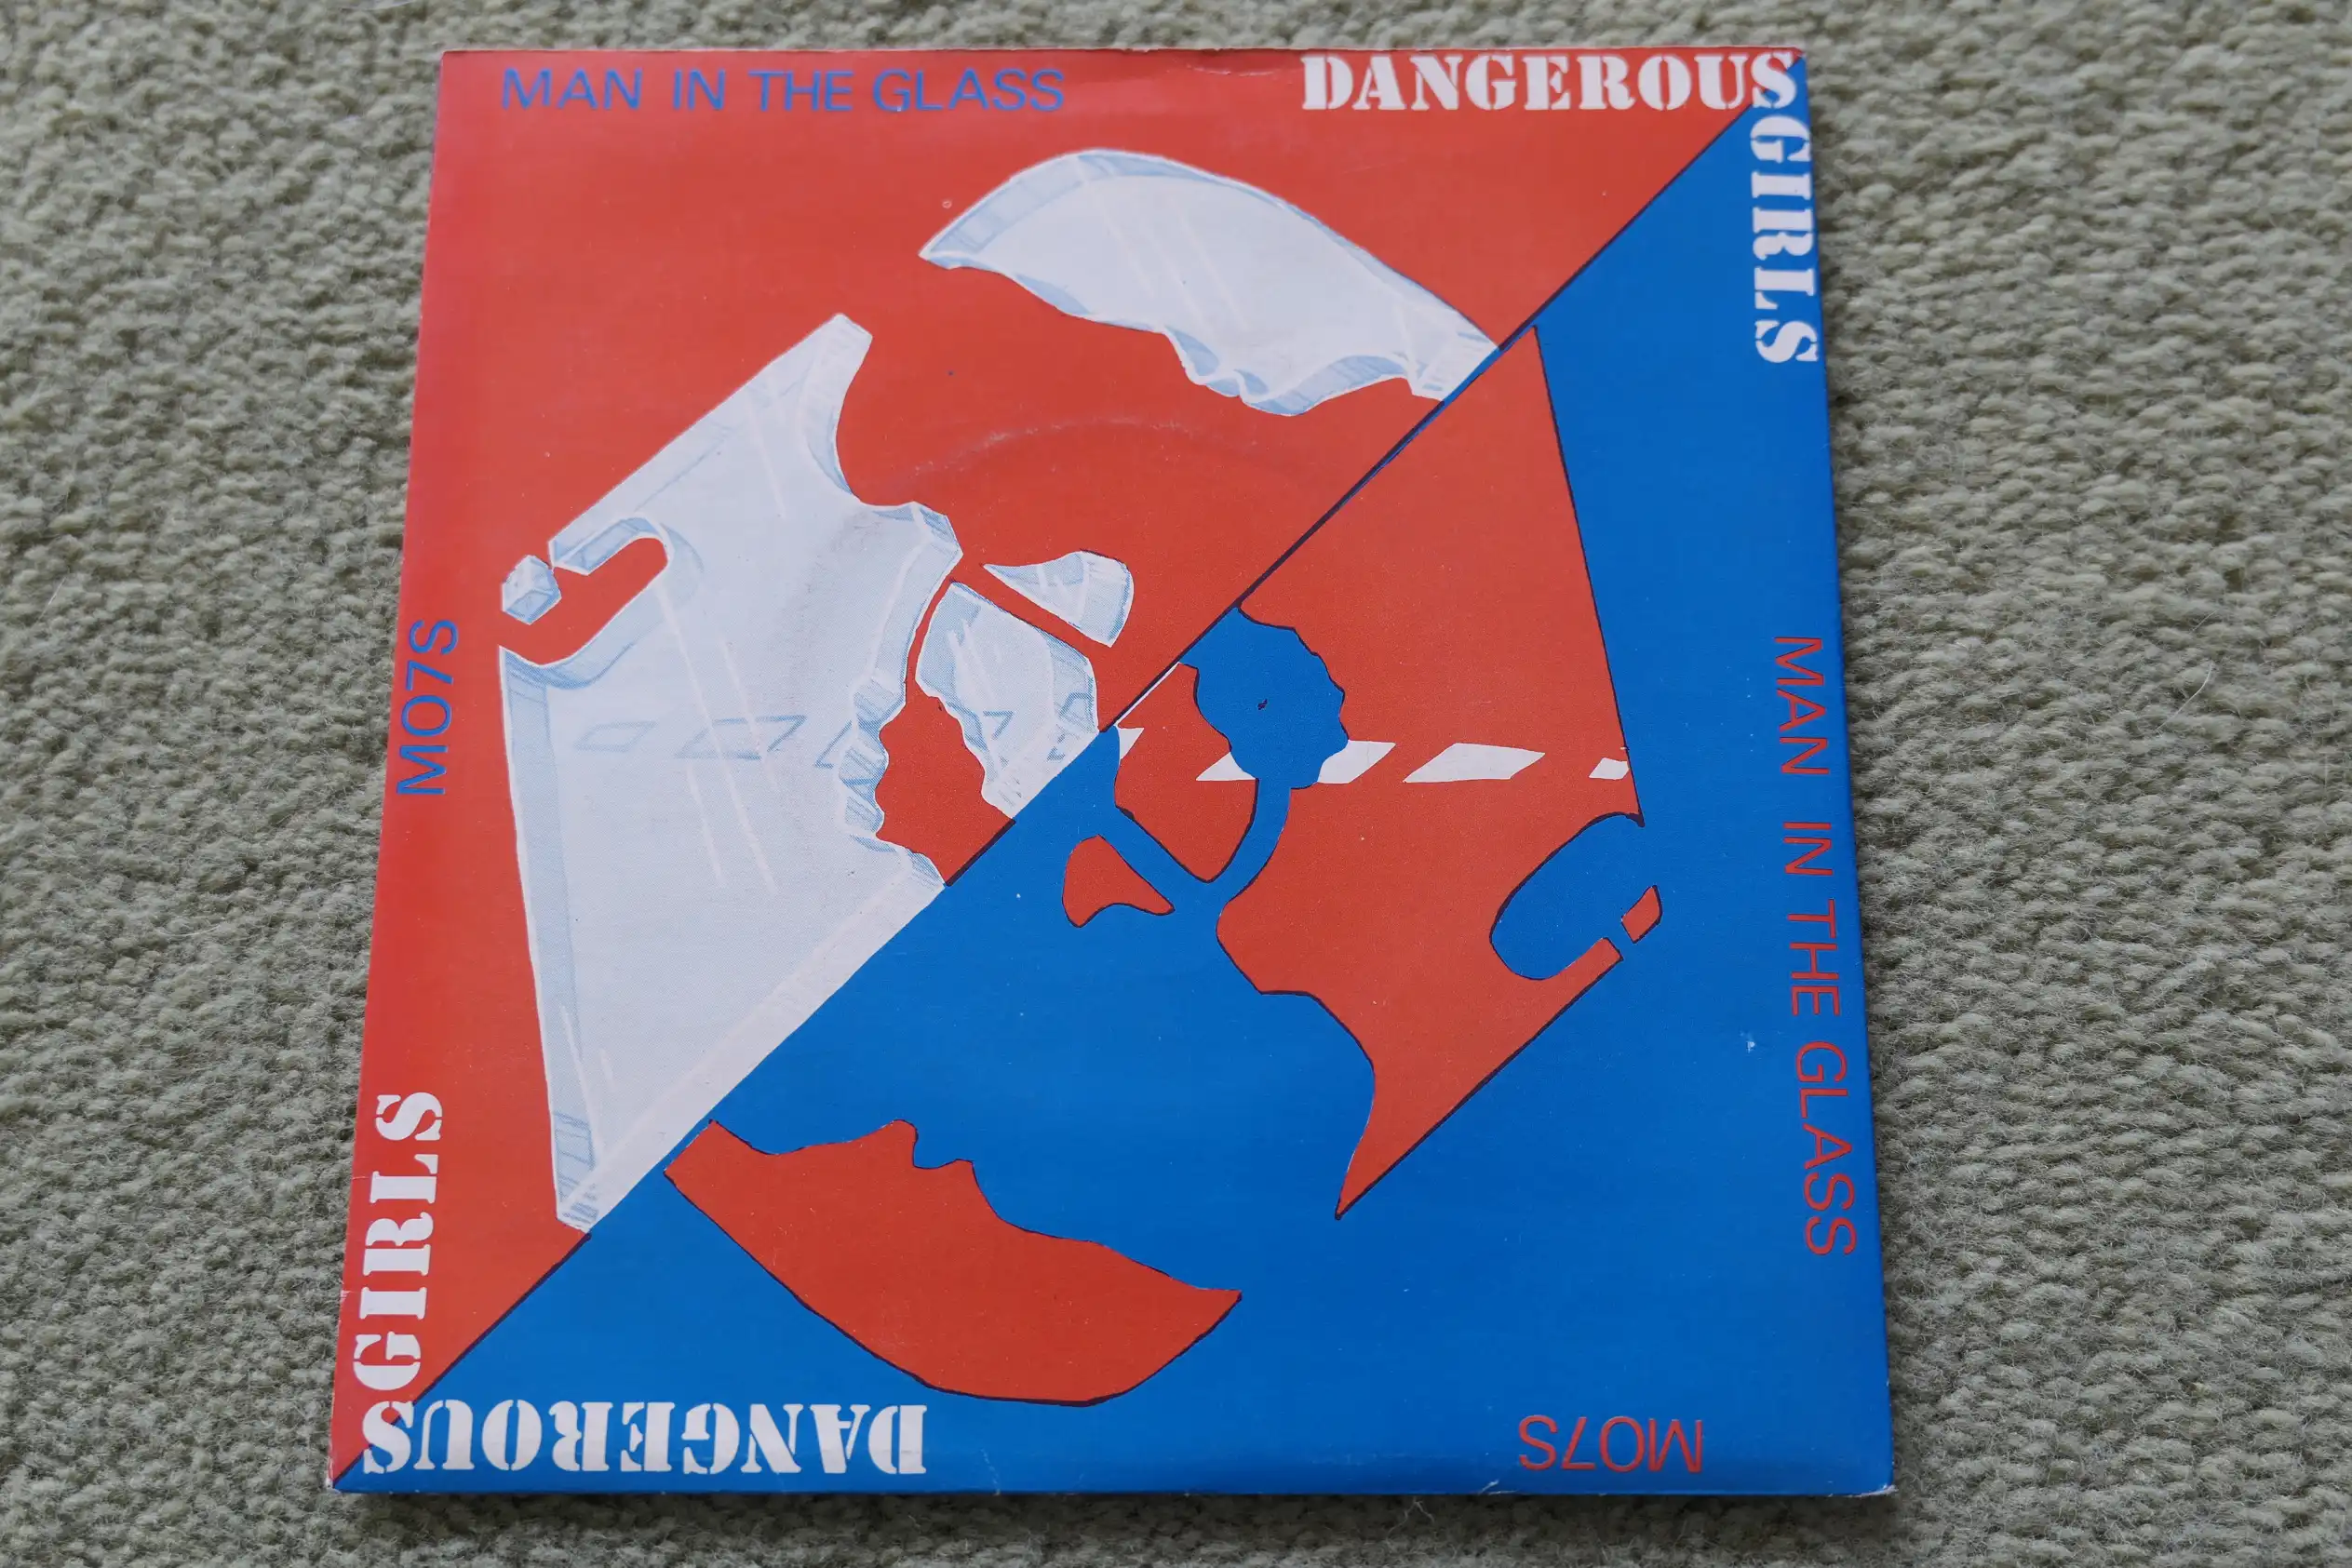 MAN IN THE GLASS
DANGEROUS
GIRLS
MO7S
MAN IN THE GLASS
GIRLS
DANGEROUS
MO7S